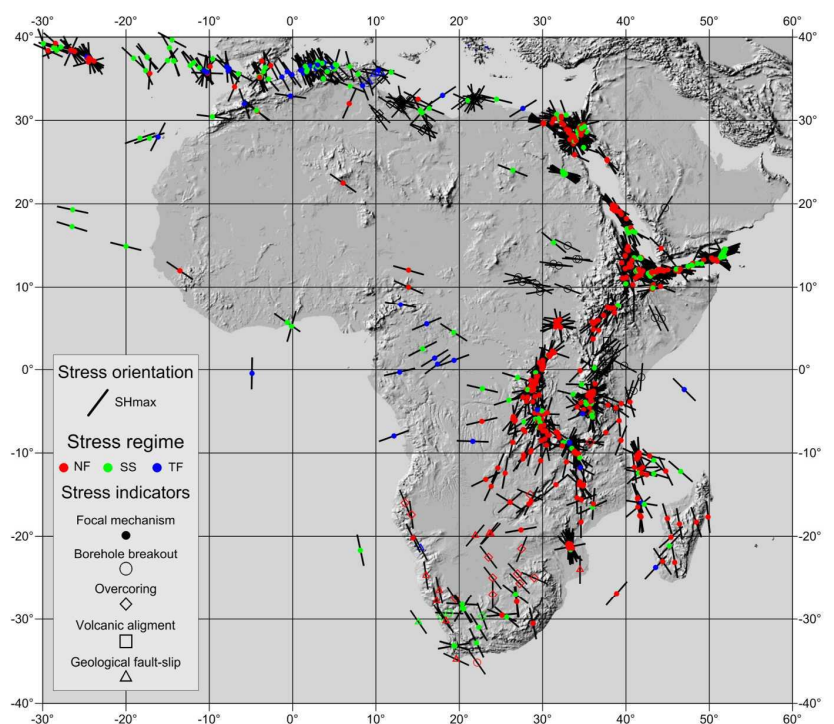 -30 -20° -10° 0° 10° 20° 30° 40° 50° 60°
40° 40°
30° 30°
20° 20°
10° 10°
0° 0°
-10° -10°
-20° -20°
-30° -30°
-40° -40°
-30° -20° -10° 0° 10° 20° 30° 40° 50° 60°
Stress orientation
SHmax
Stress regime
NF SS TF
Stress indicators
Focal mechanism
Borehole breakout
Overcoring
Volcanic aligment
Geological fault-slip